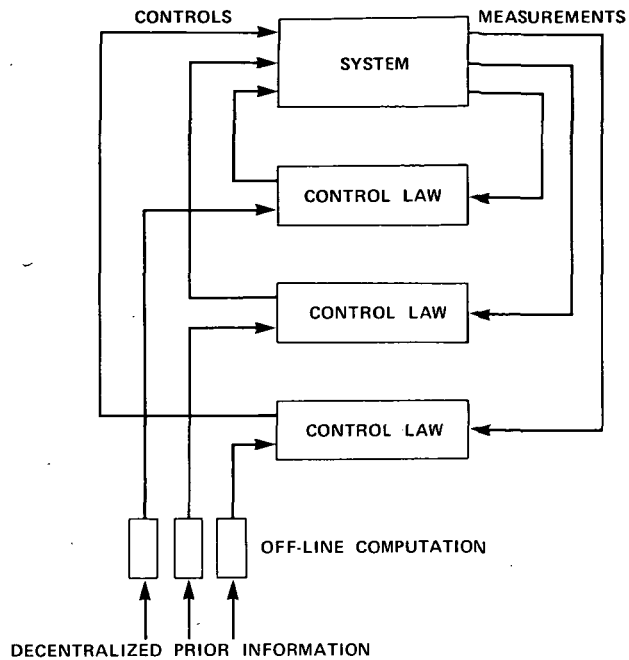 CONTROLS
MEASUREMENTS
SYSTEM
CONTROL LAW
CONTROL LAW
CONTROL LAW
OFF-LINE COMPUTATION
DECENTRALIZED PRIOR INFORMATION